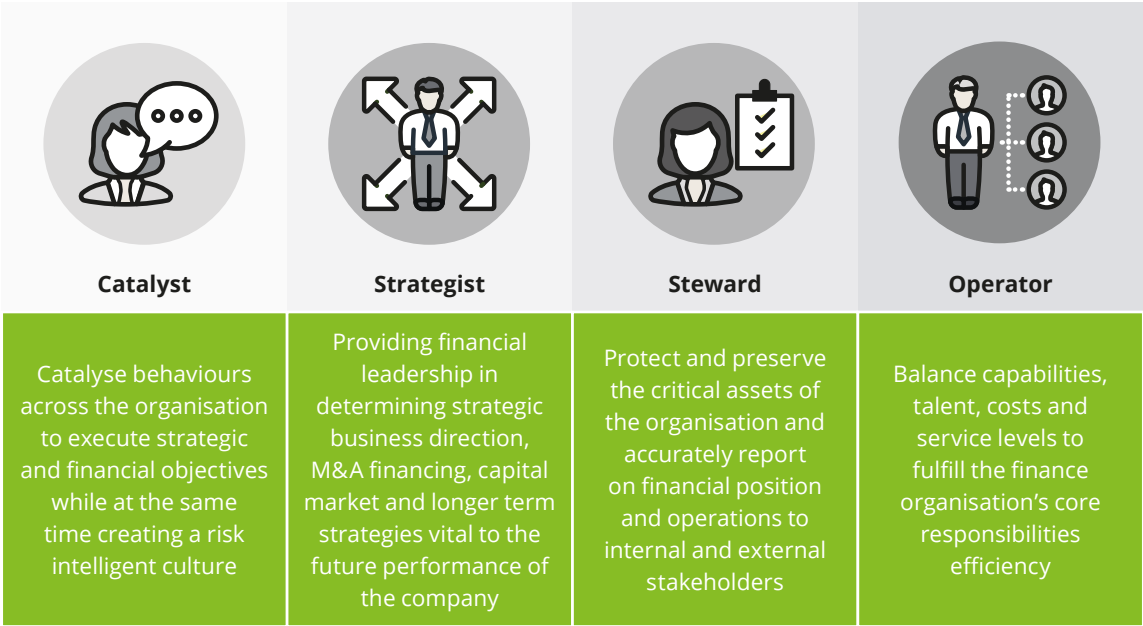 Catalyst
Catalyse behaviours
across the organisation
to execute strategic
and financial objectives
while at the same
time creating a risk
intelligent culture
Strategist
Providing financial
leadership in
determining strategic
business direction,
M&A financing, capital
market and longer term
strategies vital to the
future performance of
the company
Steward
Protect and preserve
the critical assets of
the organisation and
accurately report
on financial position
and operations to
internal and external
stakeholders
Operator
Balance capabilities,
talent, costs and
service levels to
fulfill the finance
organisation’s core
responsibilities
efficiency